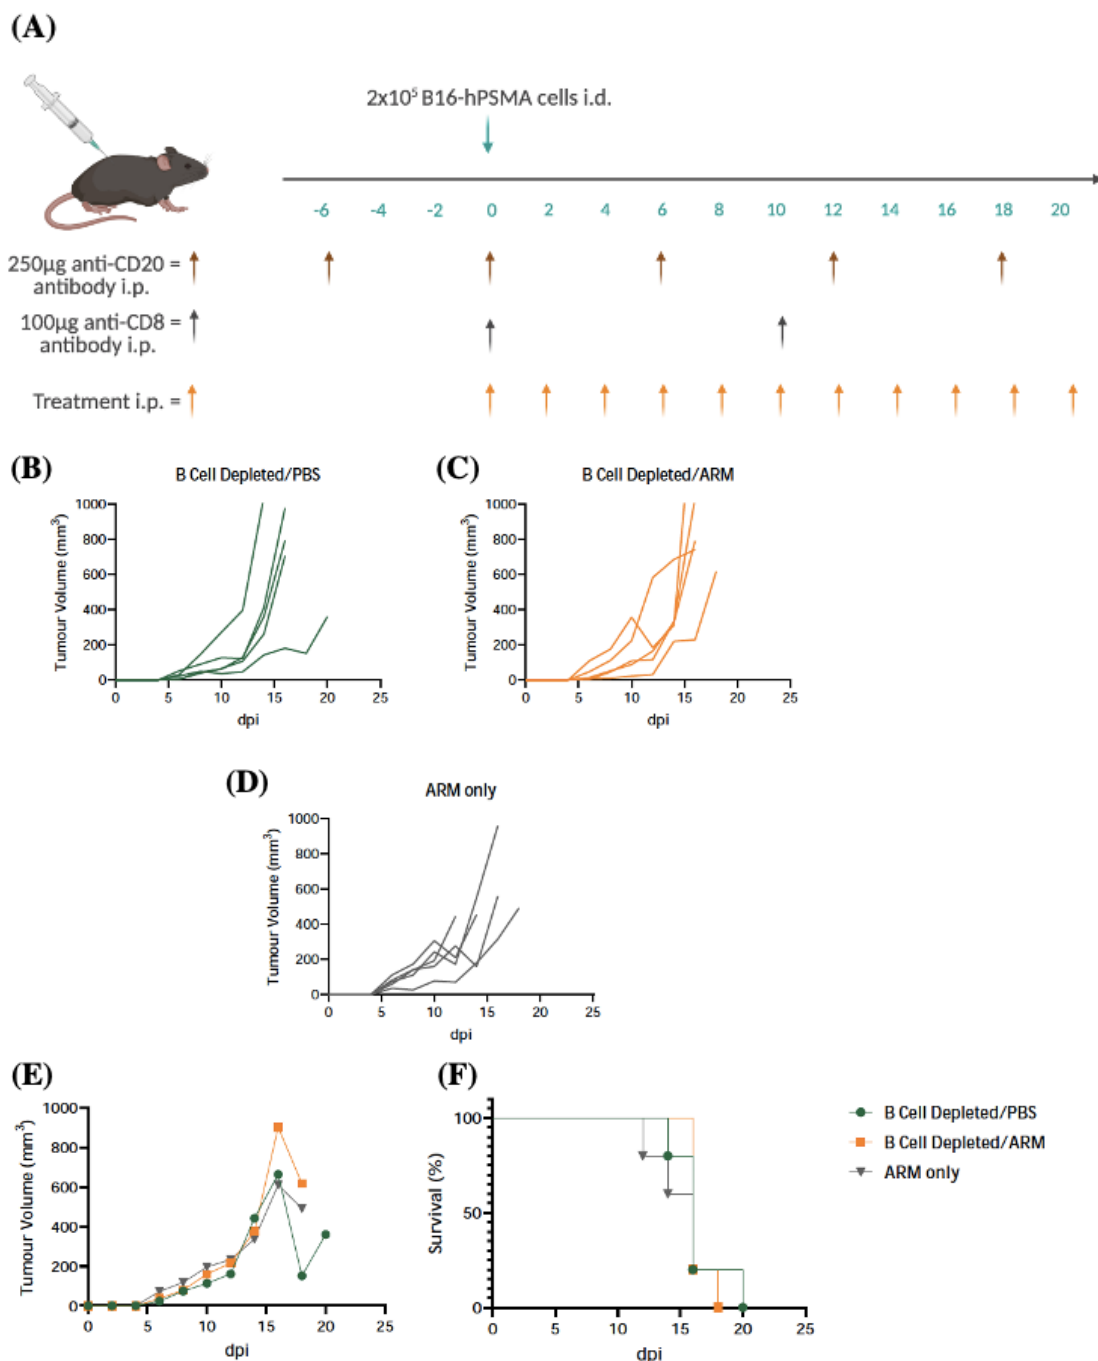 (A)
2x10⁵ B16-hPSMA cells i.d.
-6 -4 -2 0 2 4 6 8 10 12 14 16 18 20
250µg anti-CD20 =
antibody i.p.
100µg anti-CD8 =
antibody i.p.
Treatment i.p. =
(B)
B Cell Depleted/PBS
Tumour Volume (mm³)
1000
800
600
400
200
0
0 5 10 15 20 25
dpi
(C)
B Cell Depleted/ARM
Tumour Volume (mm³)
1000
800
600
400
200
0
0 5 10 15 20 25
dpi
(D)
ARM only
Tumour Volume (mm³)
1000
800
600
400
200
0
0 5 10 15 20 25
dpi
(E)
Tumour Volume (mm³)
1000
800
600
400
200
0
0 5 10 15 20 25
dpi
(F)
Survival (%)
100
50
0
0 5 10 15 20 25
dpi
B Cell Depleted/PBS
B Cell Depleted/ARM
ARM only